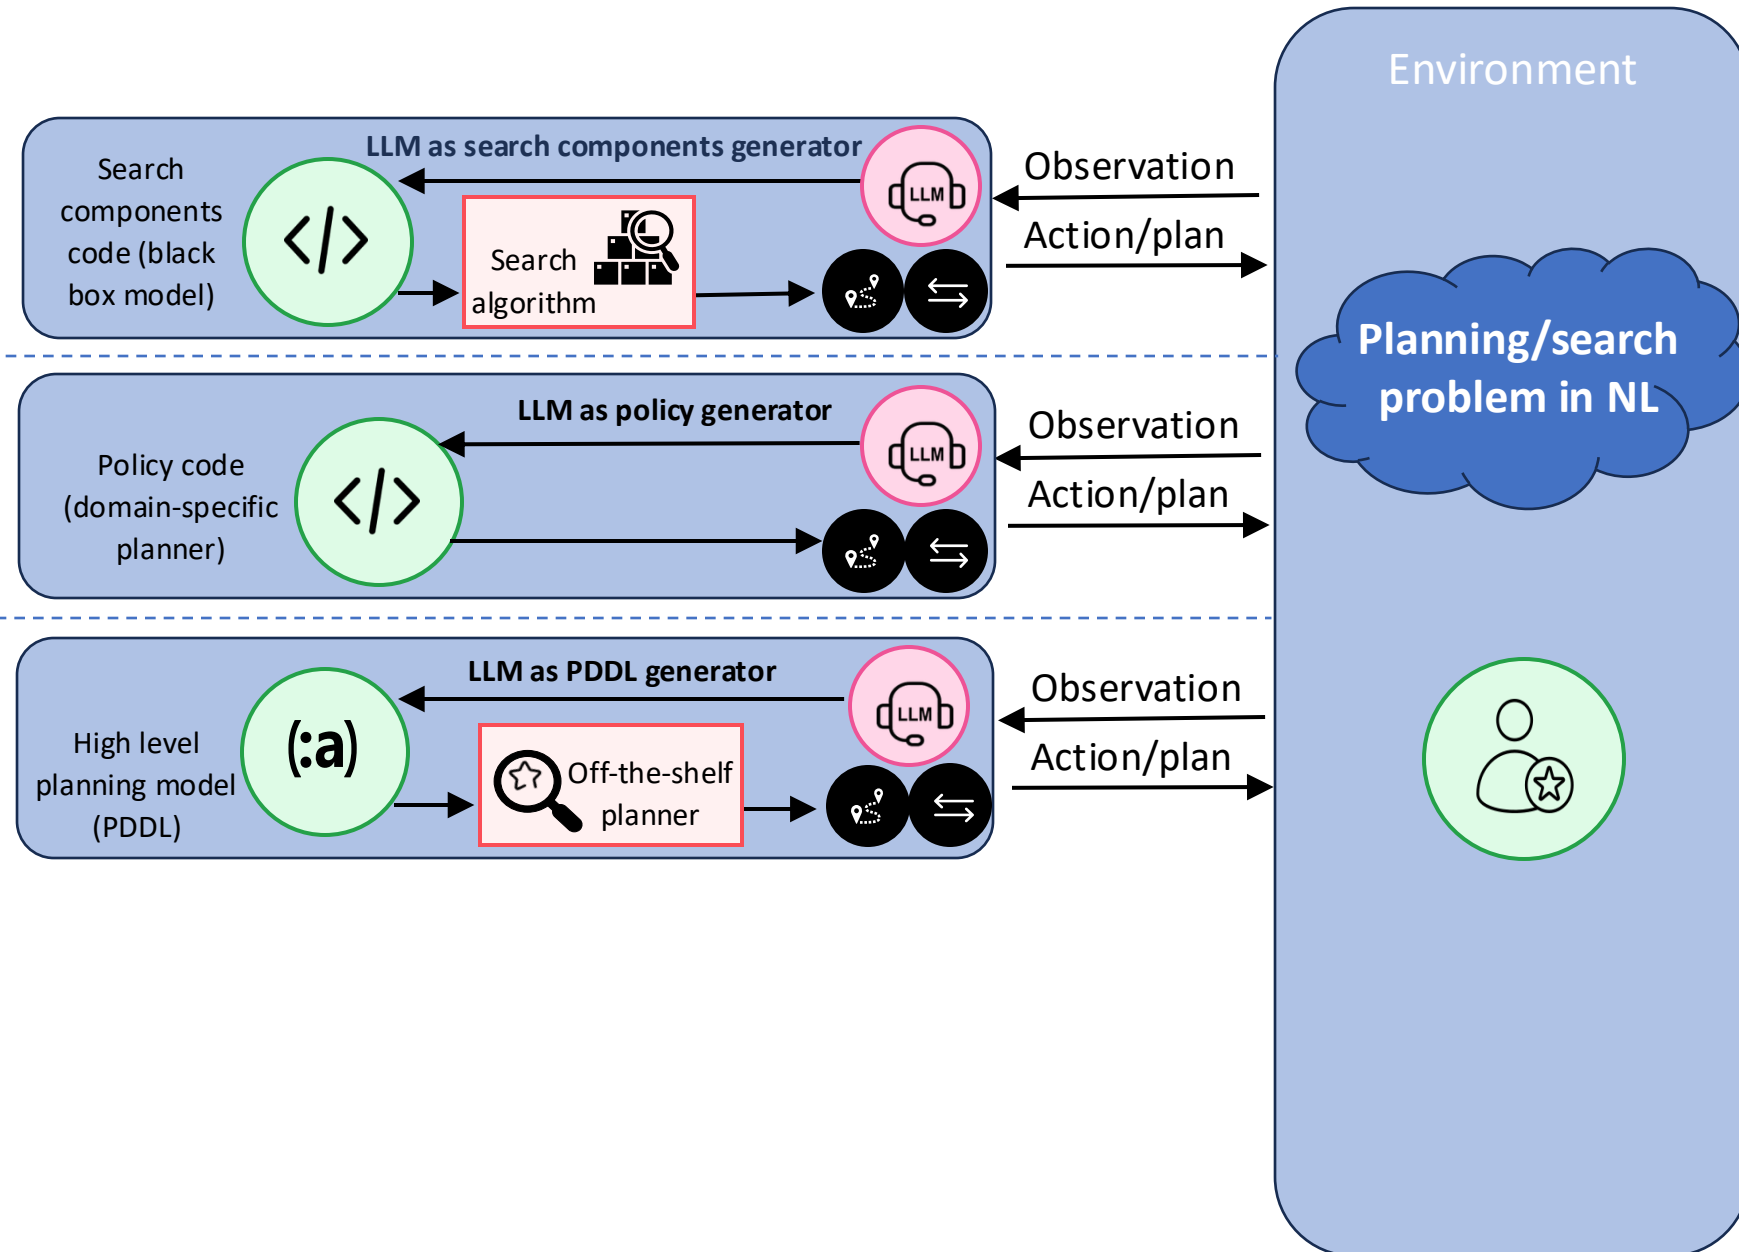 Environment
LLM as search components generator
Search
components
code (black
box model)
</>
LLM
Search
algorithm
Observation
Action/plan
Planning/search
problem in NL
LLM as policy generator
Policy code
(domain-specific
planner)
</>
LLM
Observation
Action/plan
LLM as PDDL generator
High level
planning model
(PDDL)
(:a)
LLM
Off-the-shelf
planner
Observation
Action/plan